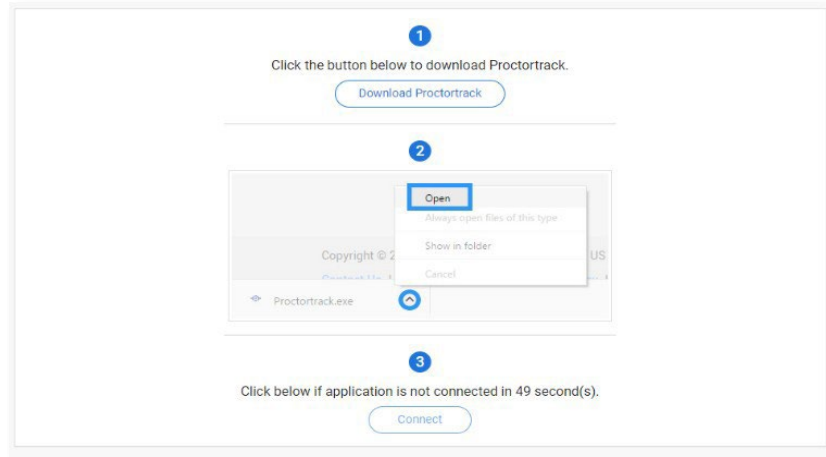 1
Click the button below to download Proctortrack.
Download Proctortrack
2
Open
Always open files of this type
Show in folder
Copyright © 2
US
Cancel
Contact Us
Proctortrack.exe
3
Click below if application is not connected in 49 second(s).
Connect